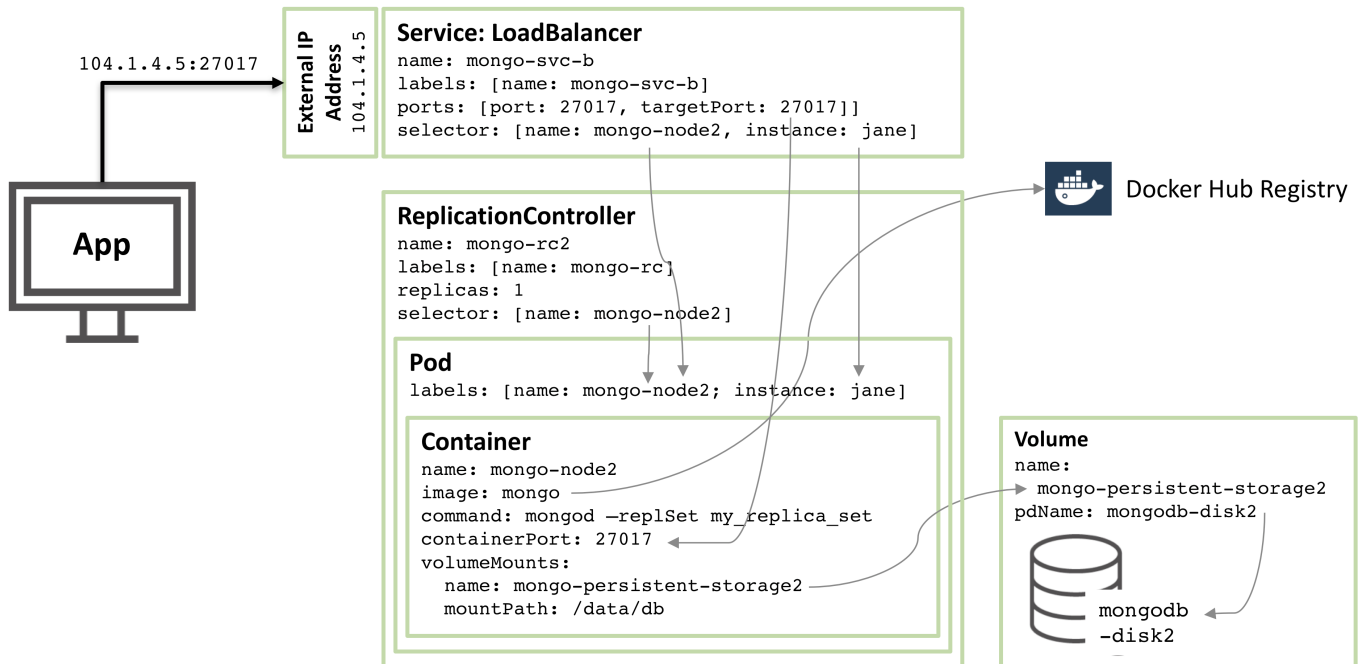 104.1.4.5:27017
External IP
Address
104.1.4.5
Service: LoadBalancer
name: mongo-svc-b
labels: [name: mongo-svc-b]
ports: [port: 27017, targetPort: 27017]]
selector: [name: mongo-node2, instance: jane]
App
Docker Hub Registry
ReplicationController
name: mongo-rc2
labels: [name: mongo-rc]
replicas: 1
selector: [name: mongo-node2]
Pod
labels: [name: mongo-node2; instance: jane]
Container
name: mongo-node2
image: mongo
command: mongod –replSet my_replica_set
containerPort: 27017
volumeMounts:
name: mongo-persistent-storage2
mountPath: /data/db
Volume
name:
mongo-persistent-storage2
pdName: mongodb-disk2
mongodb
-disk2